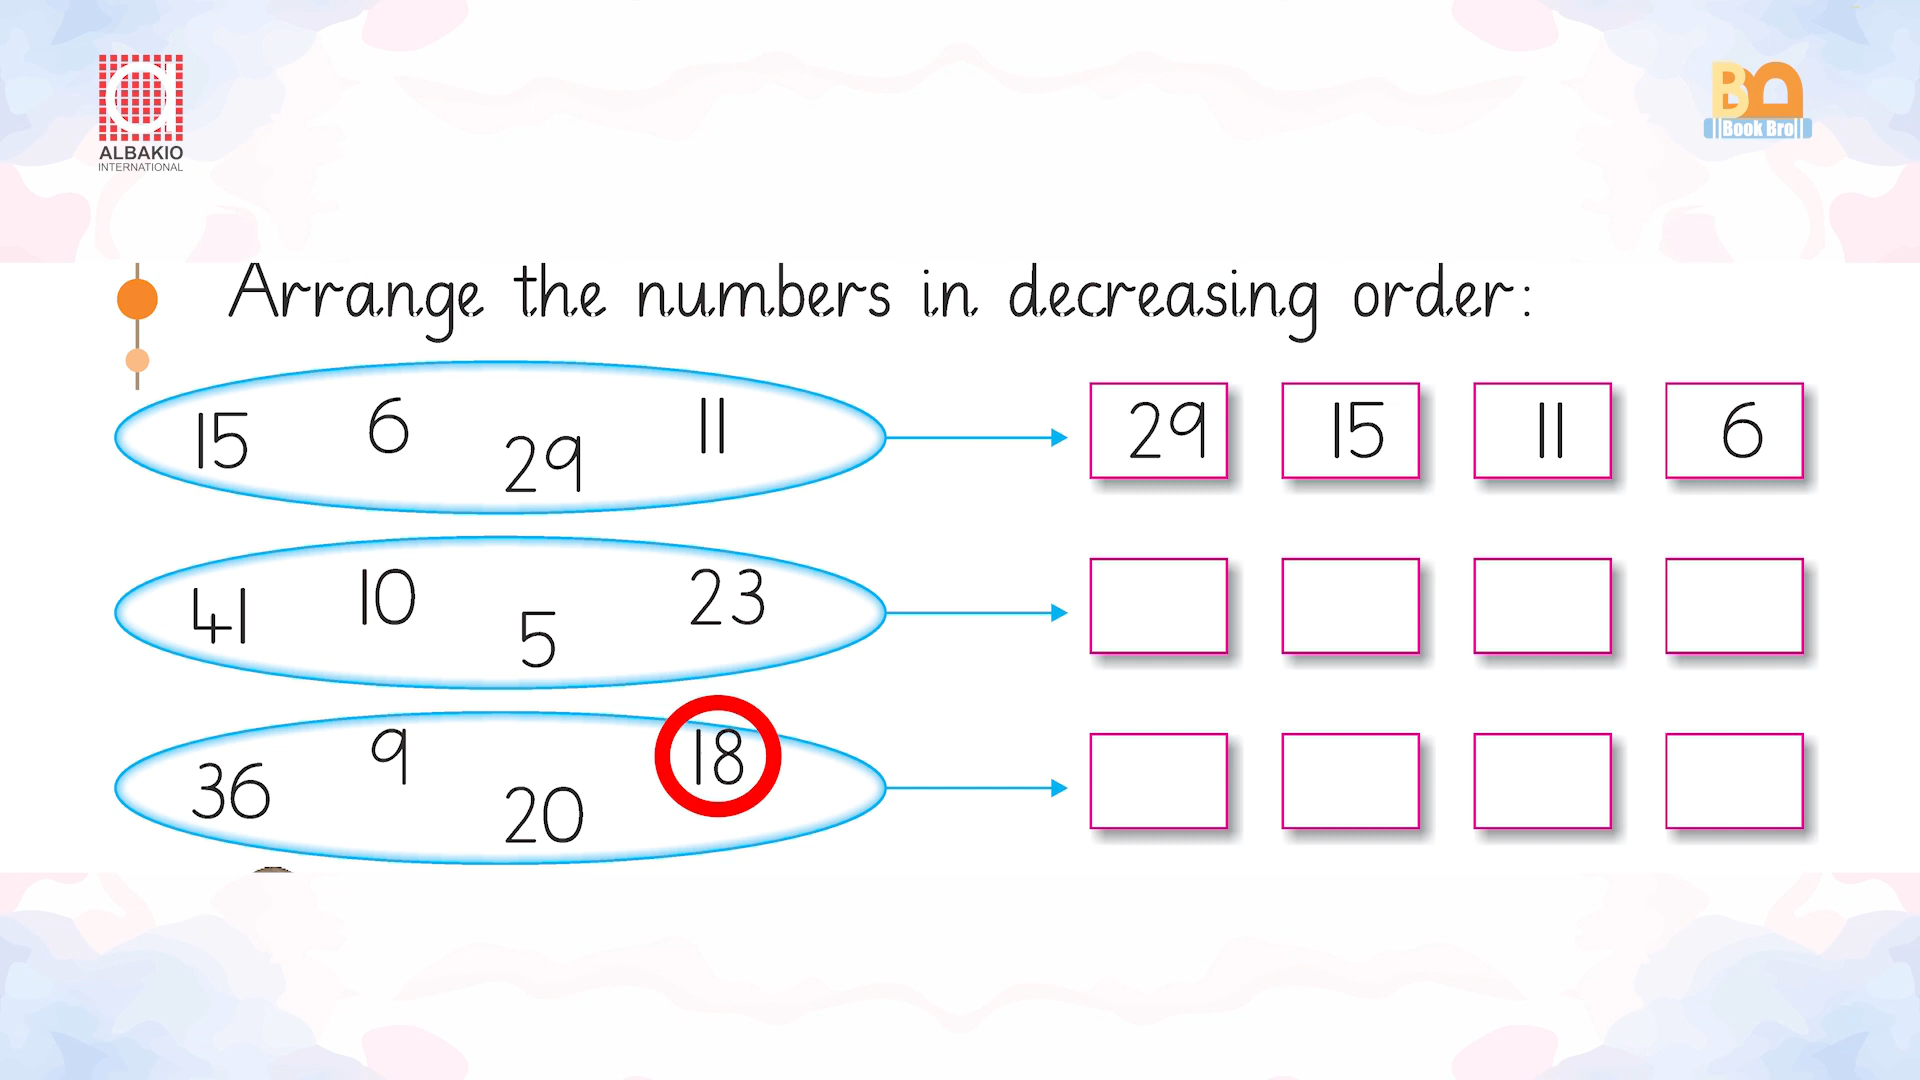 ALBAKIO
INTERNATIONAL
BB
Book Bro
Arrange the numbers in decreasing order:
15 6 29 11 29 15 11 6
41 10 5 23
36 9 20 18